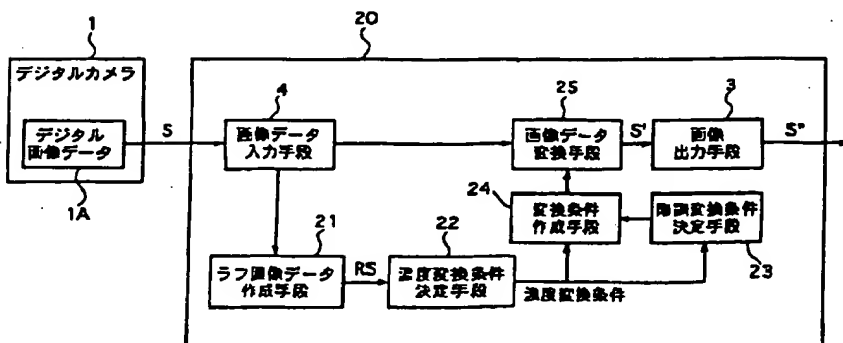 1
20
デジタルカメラ
4
25
3
デジタル
画像データ
S
画像データ
入力手段
画像データ
変換手段
S'
画像
出力手段
S"
1A
24
変換条件
作成手段
階調変換条件
決定手段
21
22
23
ラフ画像データ
作成手段
RS
濃度変換条件
決定手段
濃度変換条件